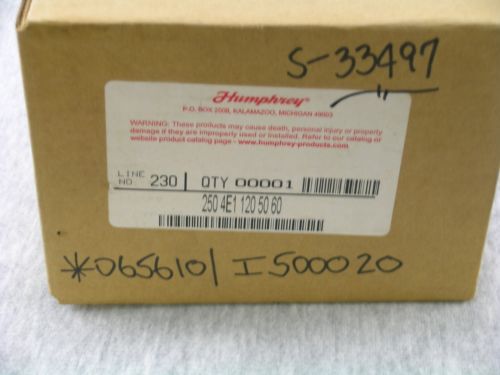 S-33497
Humphrey
P.O. BOX 2008, KALAMAZOO, MICHIGAN 49003
WARNING: These products may cause death, personal injury or property
damage if they are improperly used or installed. Refer to our catalog or
website product catalog page - www.humphrey-products.com
LINE NO 230 QTY 00001
250 4E1 120 50 60
*065610/I500020